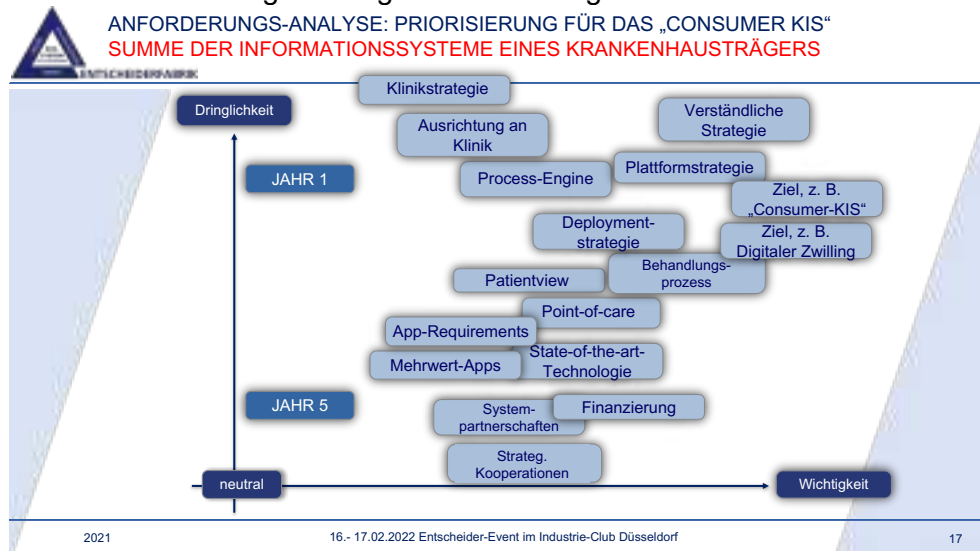 ANFORDERUNGS-ANALYSE: PRIORISIERUNG FÜR DAS „CONSUMER KIS“
SUMME DER INFORMATIONSSYSTEME EINES KRANKENHAUSTRÄGERS
ENTSCHEIDERFABRIK
Dringlichkeit
Klinikstrategie
Verständliche
Strategie
Ausrichtung an
Klinik
JAHR 1
Process-Engine
Plattformstrategie
Ziel, z. B.
„Consumer-KIS“
Deployment-
strategie
Ziel, z. B.
Digitaler Zwilling
Patientview
Behandlungs-
prozess
Point-of-care
App-Requirements
Mehrwert-Apps
State-of-the-art-
Technologie
JAHR 5
System-
partnerschaften
Finanzierung
Strateg.
Kooperationen
neutral
Wichtigkeit
2021
16.- 17.02.2022 Entscheider-Event im Industrie-Club Düsseldorf
17